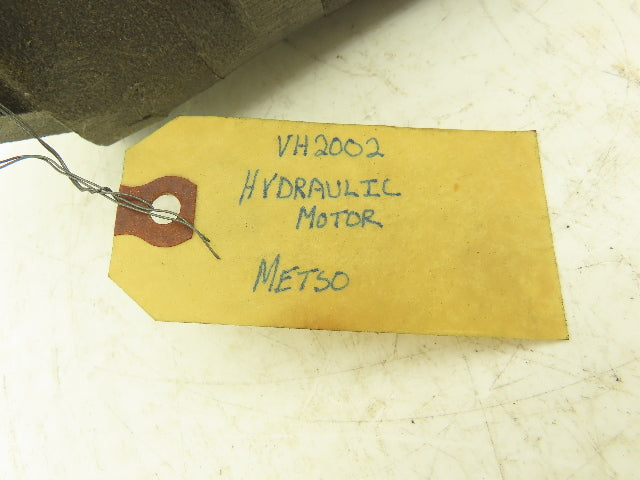 VH2002
HYDRAULIC
MOTOR
METSO